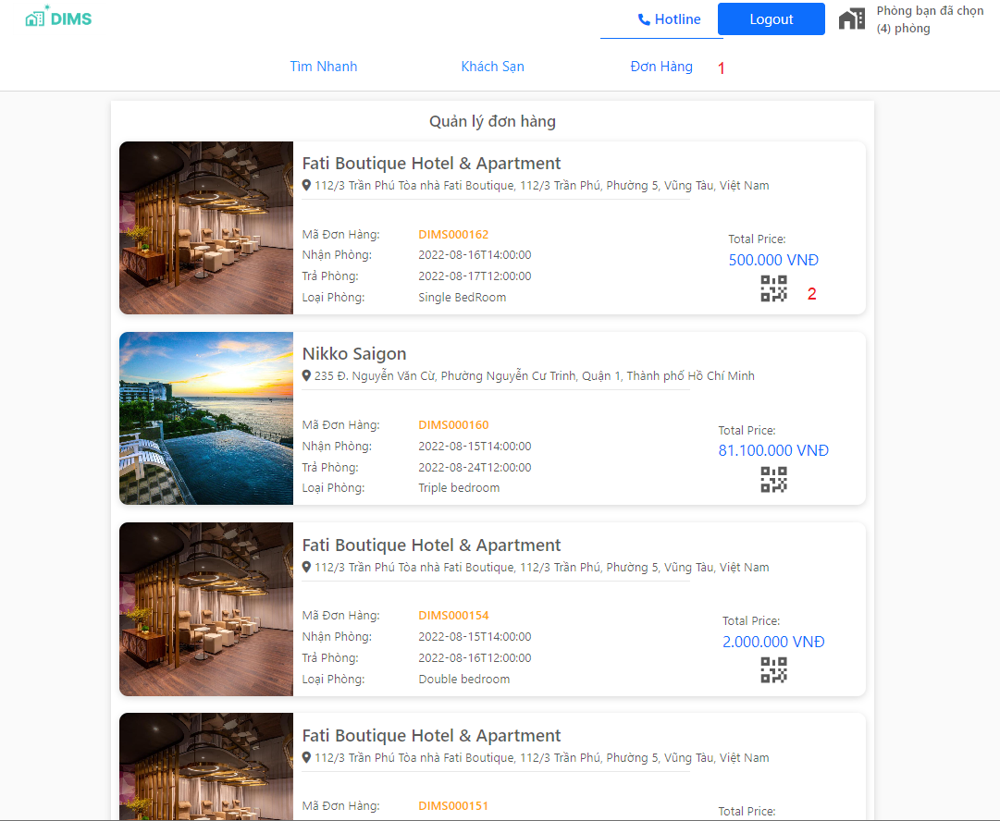 DIMS
Hotline
Logout
Phòng bạn đã chọn
(4) phòng
Tìm Nhanh
Khách Sạn
Đơn Hàng
1
Quản lý đơn hàng
Fati Boutique Hotel & Apartment
112/3 Trần Phú Tòa nhà Fati Boutique, 112/3 Trần Phú, Phường 5, Vũng Tàu, Việt Nam
Mã Đơn Hàng: DIMS000162
Nhận Phòng: 2022-08-16T14:00:00
Trả Phòng: 2022-08-17T12:00:00
Loại Phòng: Single BedRoom
Total Price:
500.000 VNĐ
2
Nikko Saigon
235 Đ. Nguyễn Văn Cừ, Phường Nguyễn Cư Trinh, Quận 1, Thành phố Hồ Chí Minh
Mã Đơn Hàng: DIMS000160
Nhận Phòng: 2022-08-15T14:00:00
Trả Phòng: 2022-08-24T12:00:00
Loại Phòng: Triple bedroom
Total Price:
81.100.000 VNĐ
Fati Boutique Hotel & Apartment
112/3 Trần Phú Tòa nhà Fati Boutique, 112/3 Trần Phú, Phường 5, Vũng Tàu, Việt Nam
Mã Đơn Hàng: DIMS000154
Nhận Phòng: 2022-08-15T14:00:00
Trả Phòng: 2022-08-16T12:00:00
Loại Phòng: Double bedroom
Total Price:
2.000.000 VNĐ
Fati Boutique Hotel & Apartment
112/3 Trần Phú Tòa nhà Fati Boutique, 112/3 Trần Phú, Phường 5, Vũng Tàu, Việt Nam
Mã Đơn Hàng: DIMS000151
Total Price: